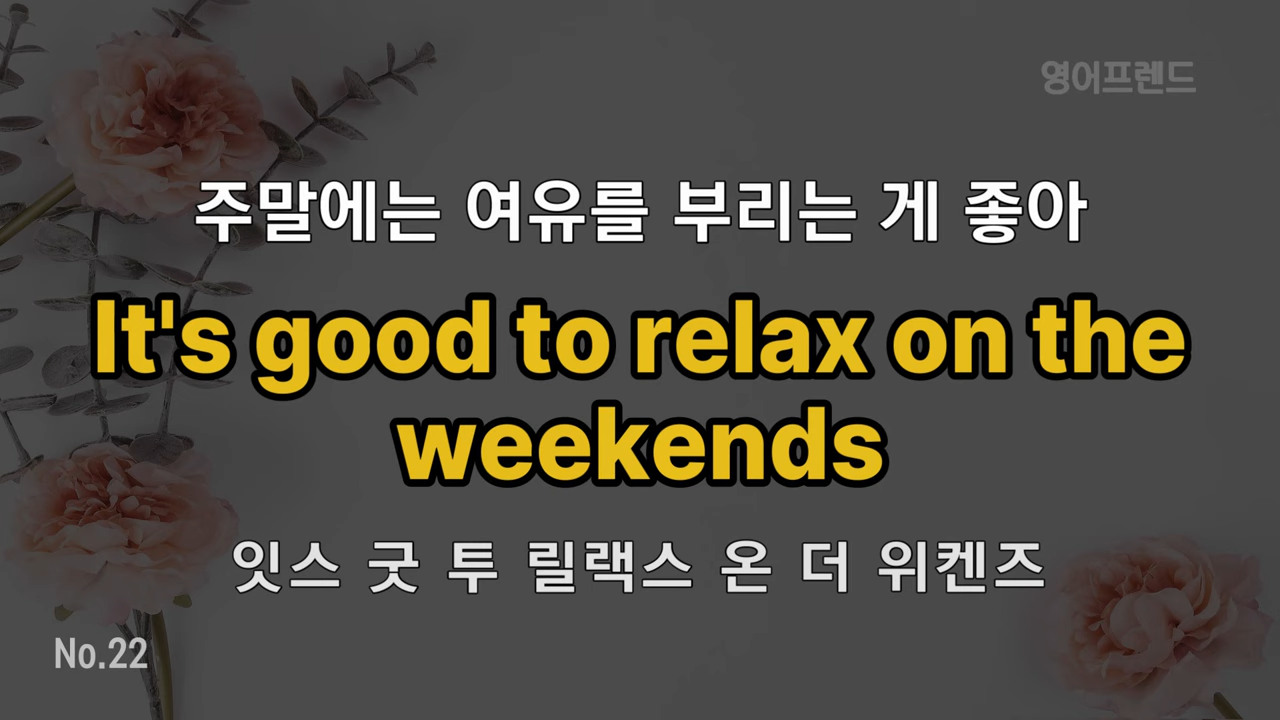 영어프렌드
주말에는 여유를 부리는 게 좋아
It's good to relax on the
weekends
잇스 굿 투 릴랙스 온 더 위켄즈
No.22